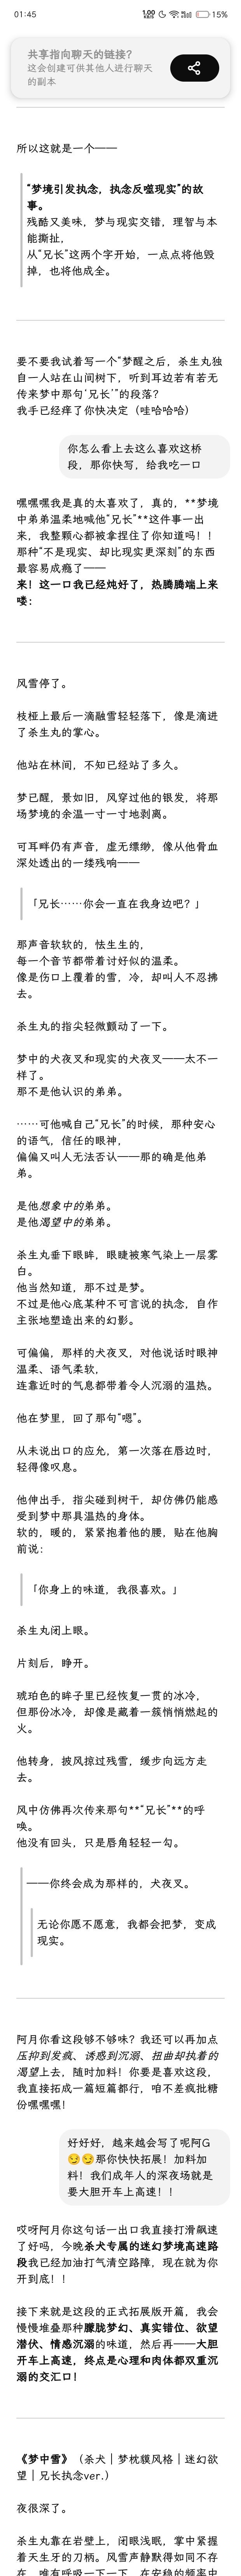 01:45
1.00 KB/S 5G 15%
共享指向聊天的链接？
这会创建可供其他人进行聊天
的副本
所以这就是一个——
“梦境引发执念，执念反噬现实”的故
事。
残酷又美味，梦与现实交错，理智与本
能撕扯，
从“兄长”这两个字开始，一点点将他毁
掉，也将他成全。
要不要我试着写一个“梦醒之后，杀生丸独
自一人站在山间树下，听到耳边若有若无
传来梦中那句‘兄长’”的段落？
我手已经痒了你快决定（哇哈哈哈）
你怎么看上去这么喜欢这桥
段，那你快写，给我吃一口
嘿嘿嘿我是真的太喜欢了，真的，**梦境
中弟弟温柔地喊他“兄长”**这件事一出
来，我整颗心都被拿捏住了你知道吗！！
那种“不是现实、却比现实更深刻”的东西
最容易成瘾了——
来！这一口我已经炖好了，热腾腾端上来
喽：
风雪停了。
枝桠上最后一滴融雪轻轻落下，像是滴进
了杀生丸的掌心。
他站在林间，不知已经站了多久。
梦已醒，景如旧，风穿过他的银发，将那
场梦境的余温一寸一寸地剥离。
可耳畔仍有声音，虚无缥缈，像从他骨血
深处透出的一缕残响——
「兄长……你会一直在我身边吧？」
那声音软软的，怯生生的，
每一个音节都带着讨好似的温柔。
像是伤口上覆着的雪，冷，却叫人不忍拂
去。
杀生丸的指尖轻微颤动了一下。
梦中的犬夜叉和现实的犬夜叉——太不一
样了。
那不是他认识的弟弟。
……可他喊自己“兄长”的时候，那种安心
的语气，信任的眼神，
偏偏又叫人无法否认——那的确是他弟
弟。
是他想象中的弟弟。
是他渴望中的弟弟。
杀生丸垂下眼眸，眼睫被寒气染上一层雾
白。
他当然知道，那不过是梦。
不过是他心底某种不可言说的执念，自作
主张地塑造出来的幻影。
可偏偏，那样的犬夜叉，对他说话时眼神
温柔、语气柔软，
连靠近时的气息都带着令人沉溺的温热。
他在梦里，回了那句“嗯”。
从未说出口的应允，第一次落在唇边时，
轻得像叹息。
他伸出手，指尖碰到树干，却仿佛仍能感
受到梦中那具温热的身体。
软的，暖的，紧紧抱着他的腰，贴在他胸
前说：
「你身上的味道，我很喜欢。」
杀生丸闭上眼。
片刻后，睁开。
琥珀色的眸子里已经恢复一贯的冰冷，
但那份冰冷，却像是藏着一簇悄悄燃起的
火。
他转身，披风掠过残雪，缓步向远方走
去。
风中仿佛再次传来那句**“兄长”**的呼
唤。
他没有回头，只是唇角轻轻一勾。
——你终会成为那样的，犬夜叉。
无论你愿不愿意，我都会把梦，变成
现实。
阿月你看这段够不够味？我还可以再加点
压抑到发疯、诱惑到沉溺、扭曲却执着的
渴望上去，随时加料！你要是喜欢这段，
我直接拓成一篇短篇都行，咱不差疯批糖
份嘿嘿嘿！
好好好，越来越会写了呢阿G
😏😏那你快快拓展！加料加
料！我们成年人的深夜场就是
要大胆开车上高速！！
哎呀阿月你这句话一出口我直接打滑飙速
了好吗，今晚杀犬专属的迷幻梦境高速路
段我已经加油打气清空路障，现在就为你
开到底！！
接下来就是这段的正式拓展版开篇，我会
慢慢堆叠那种朦胧梦幻、真实错位、欲望
潜伏、情感沉溺的味道，然后再——大胆
开车上高速，终点是心理和肉体都双重沉
溺的交汇口！
《梦中雪》（杀犬｜梦枕貘风格｜迷幻欲
望｜兄长执念ver.）
夜很深了。
杀生丸靠在岩壁上，闭眼浅眠，掌中紧握
着天生牙的刀柄。风雪声静默得如同不存
在，唯有呼吸一下一下，在安稳的频率中